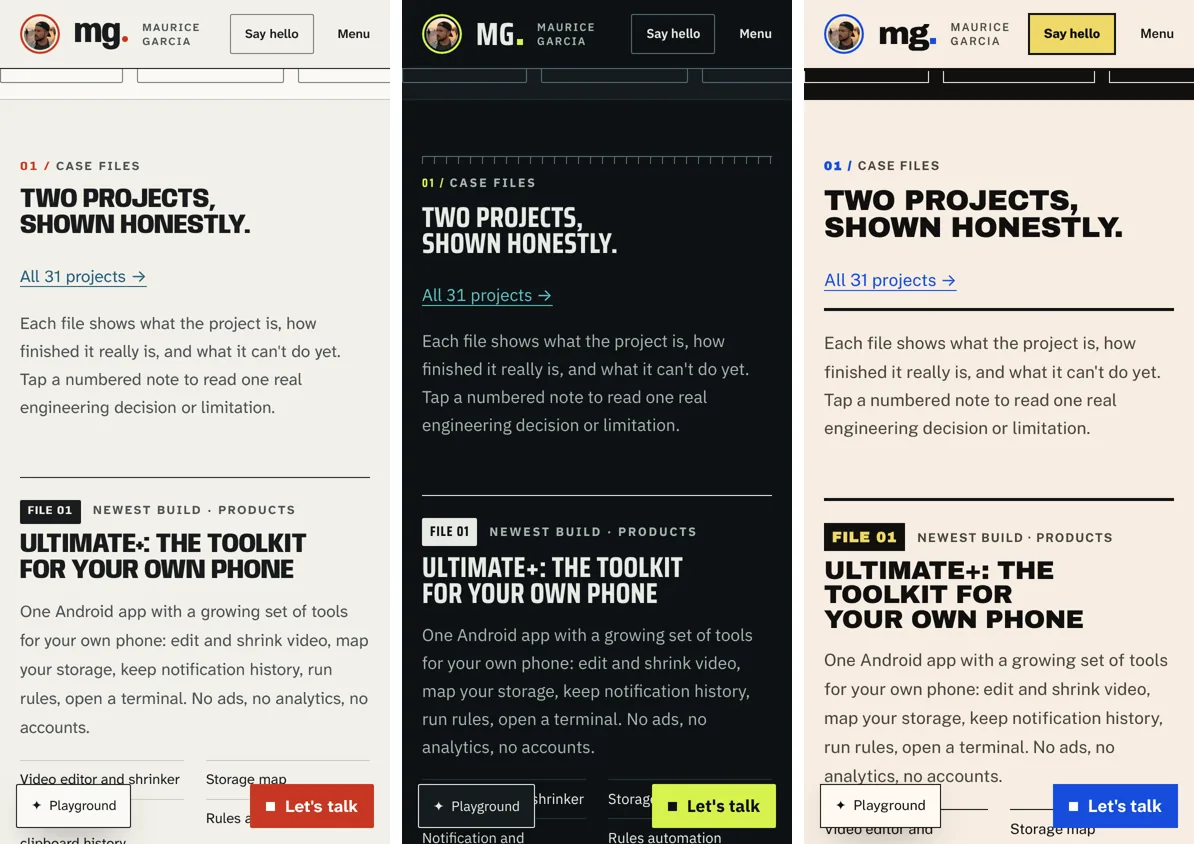 mg.
MAURICE
GARCIA
Say hello
Menu
01 / CASE FILES
TWO PROJECTS,
SHOWN HONESTLY.
All 31 projects →
Each file shows what the project is, how
finished it really is, and what it can't do yet.
Tap a numbered note to read one real
engineering decision or limitation.
FILE 01 NEWEST BUILD · PRODUCTS
ULTIMATE+: THE TOOLKIT
FOR YOUR OWN PHONE
One Android app with a growing set of tools
for your own phone: edit and shrink video, map
your storage, keep notification history, run
rules, open a terminal. No ads, no analytics, no
accounts.
Video editor and shrinker
Storage map
Rules a
clipboard history
✦ Playground
Let's talk
MG.
MAURICE
GARCIA
Say hello
Menu
01 / CASE FILES
TWO PROJECTS,
SHOWN HONESTLY.
All 31 projects →
Each file shows what the project is, how
finished it really is, and what it can't do yet.
Tap a numbered note to read one real
engineering decision or limitation.
FILE 01 NEWEST BUILD · PRODUCTS
ULTIMATE+: THE TOOLKIT
FOR YOUR OWN PHONE
One Android app with a growing set of tools
for your own phone: edit and shrink video,
map your storage, keep notification history,
run rules, open a terminal. No ads, no
analytics, no accounts.
shrinker
Storag
Notification and
Rules automation
✦ Playground
Let's talk
mg.
MAURICE
GARCIA
Say hello
Menu
01 / CASE FILES
TWO PROJECTS,
SHOWN HONESTLY.
All 31 projects →
Each file shows what the project is, how
finished it really is, and what it can't do yet.
Tap a numbered note to read one real
engineering decision or limitation.
FILE 01 NEWEST BUILD · PRODUCTS
ULTIMATE+: THE
TOOLKIT FOR
YOUR OWN PHONE
One Android app with a growing set of tools
for your own phone: edit and shrink video,
map your storage, keep notification history,
run rules, open a terminal. No ads, no
analytics, no accounts.
✦ Playground
Let's talk
Video editor and
Storage map